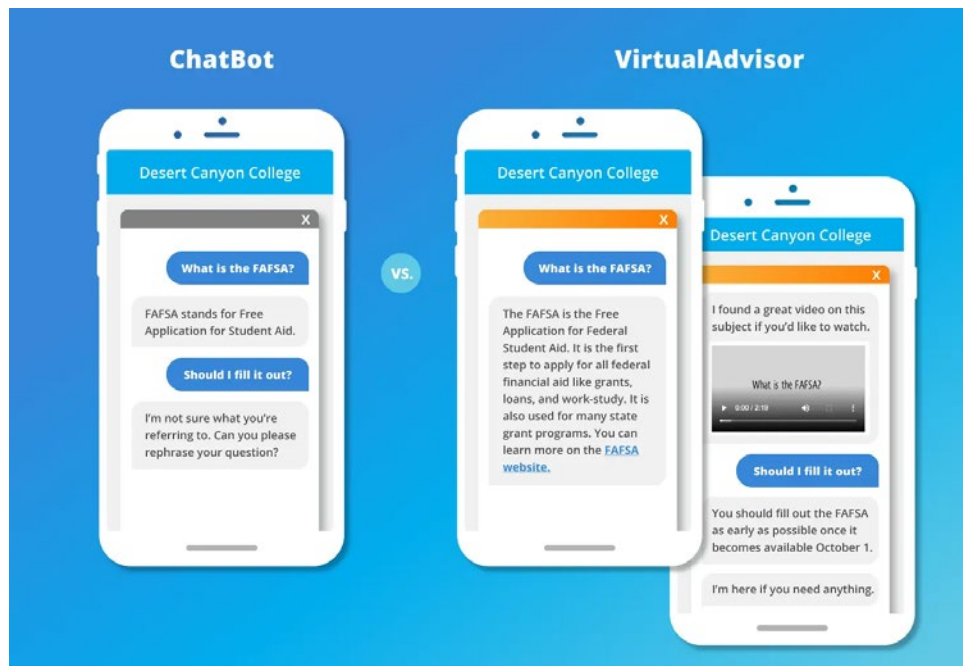 ChatBot
Desert Canyon College
X
What is the FAFSA?
FAFSA stands for Free
Application for Student Aid.
Should I fill it out?
I'm not sure what you're
referring to. Can you please
rephrase your question?
VS.
VirtualAdvisor
Desert Canyon College
X
What is the FAFSA?
The FAFSA is the Free
Application for Federal
Student Aid. It is the first
step to apply for all federal
financial aid like grants,
loans, and work-study. It is
also used for many state
grant programs. You can
learn more on the FAFSA
website.
Desert Canyon College
X
I found a great video on this
subject if you'd like to watch.
What is the FAFSA?
0:00 / 2:19
Should I fill it out?
You should fill out the FAFSA
as early as possible once it
becomes available October 1.
I'm here if you need anything.